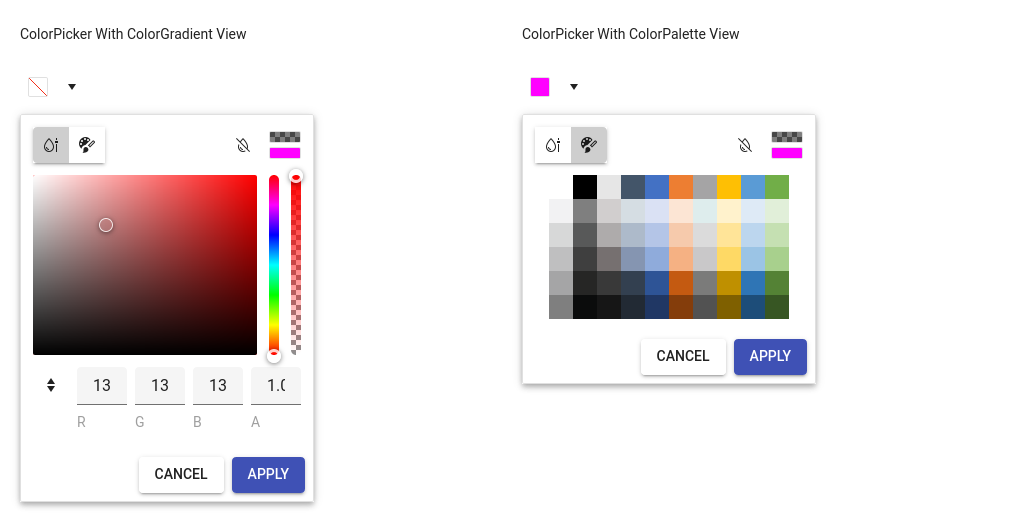 ColorPicker With ColorGradient View
ColorPicker With ColorPalette View
13 13 13 1.0
R G B A
CANCEL APPLY
CANCEL APPLY